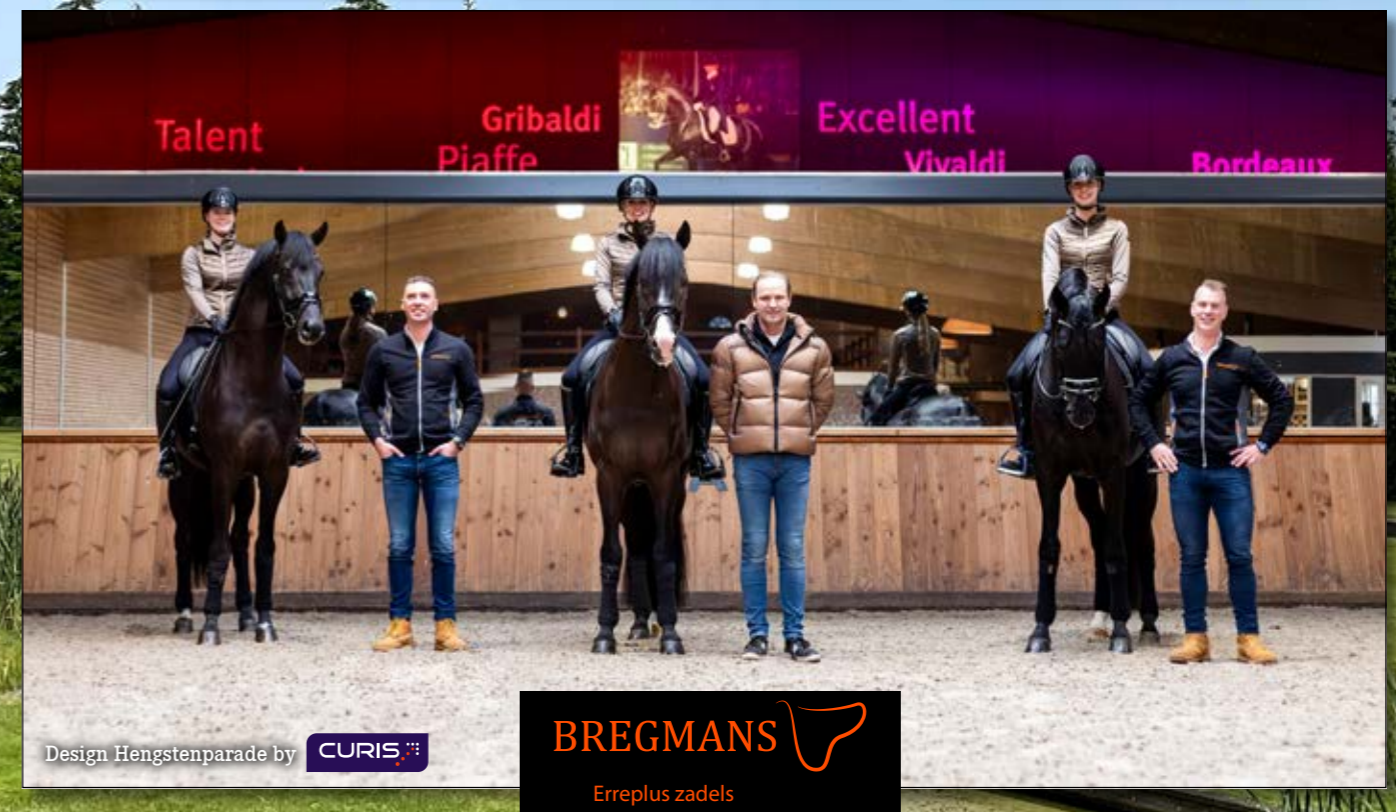 Talent
Gribaldi
Piaffe
Excellent
Vivaldi
Bordeaux
Design Hengstenparade by CURIS
BREGMANS
Erreplus zadels